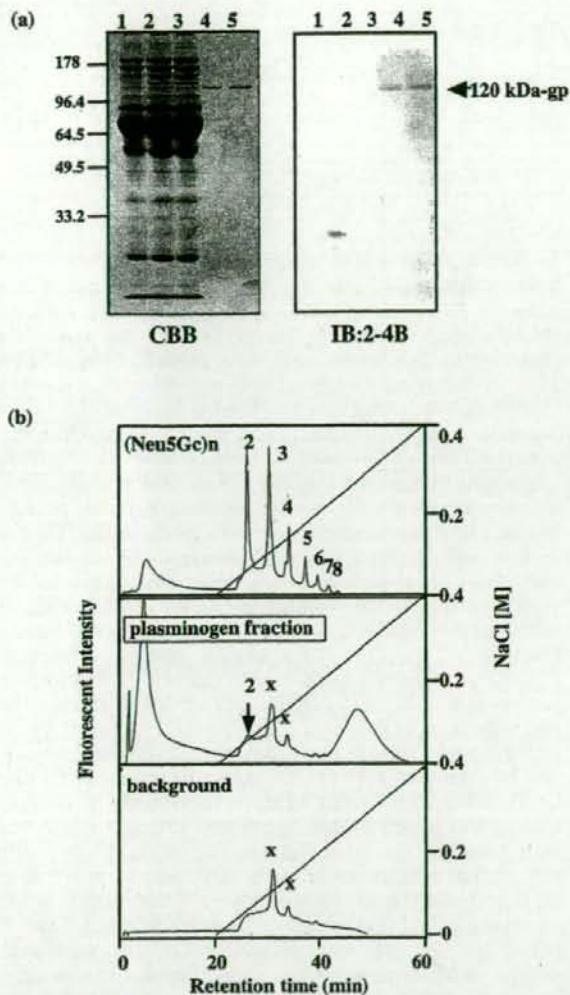 (a)
1 2 3 4 5
1 2 3 4 5
178
96.4
64.5
49.5
33.2
120 kDa-gp
CBB
IB:2-4B
(b)
(Neu5Gc)n
2
3
4
5
6
7
8
0.4
0.2
plasminogen fraction
2
x
x
0.4
0.2
background
x
x
0.4
0.2
0
Fluorescent Intensity
NaCl [M]
0 20 40 60
Retention time (min)